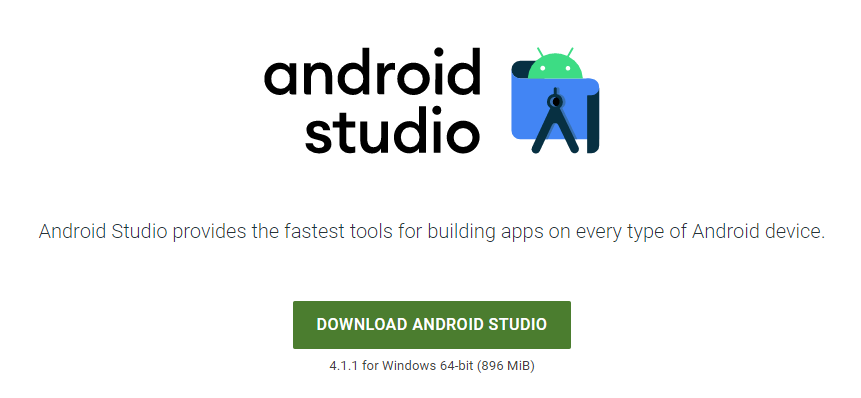 android
studio
Android Studio provides the fastest tools for building apps on every type of Android device.
DOWNLOAD ANDROID STUDIO
4.1.1 for Windows 64-bit (896 MiB)